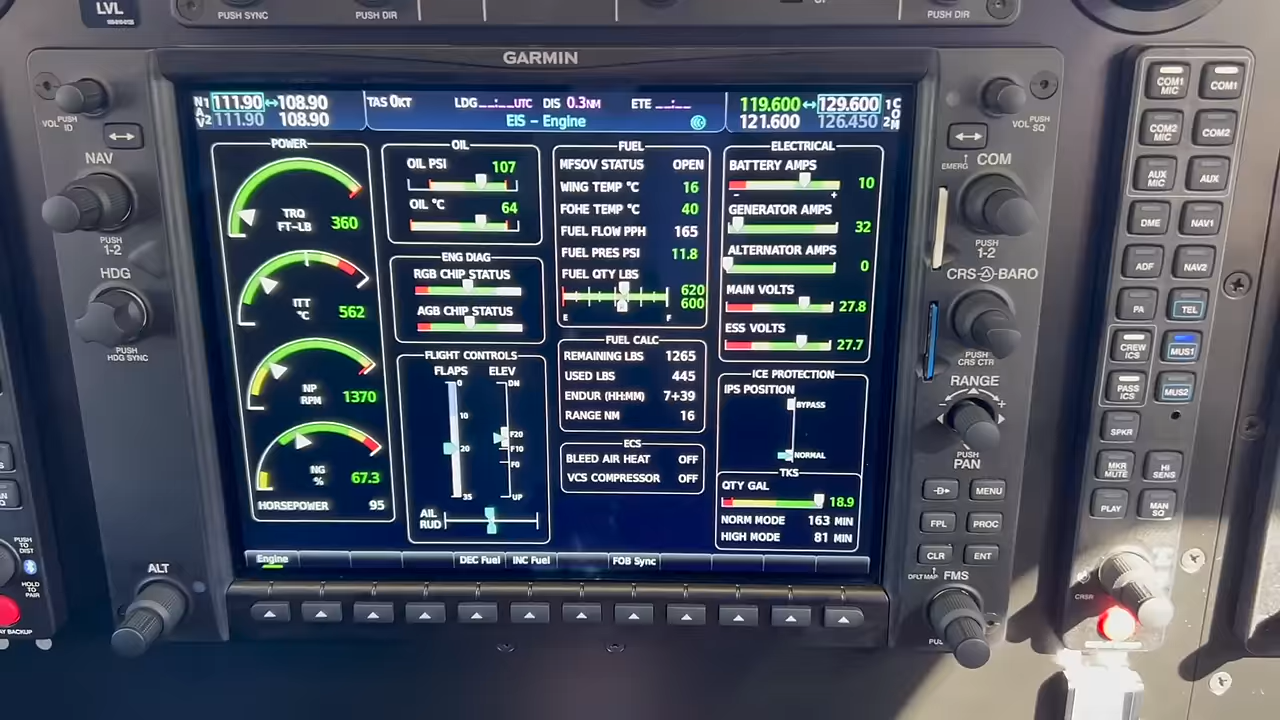 LVL
PUSH SYNC
PUSH DIR
PUSH DIR
GARMIN
N1 111.90 ↔ 108.90
V2 111.90 108.90
TAS 0KT
LDG __:__UTC DIS 0.3NM ETE __:__
EIS – Engine
119.600 ↔ 129.600 1
121.600 126.450 2
COM
VOL PUSH ID
NAV
PUSH 1-2
HDG
PUSH HDG SYNC
ALT
POWER
TRQ FT-LB 360
ITT °C 562
NP RPM 1370
NG % 67.3
HORSEPOWER 95
OIL
OIL PSI 107
OIL °C 64
ENG DIAG
RGB CHIP STATUS
AGB CHIP STATUS
FLIGHT CONTROLS
FLAPS ELEV
0 DN
10
F20
20 F10
F0
35 UP
AIL
RUD
FUEL
MFSOV STATUS OPEN
WING TEMP °C 16
FOHE TEMP °C 40
FUEL FLOW PPH 165
FUEL PRES PSI 11.8
FUEL QTY LBS
620
600
E F
FUEL CALC
REMAINING LBS 1265
USED LBS 445
ENDUR (HH:MM) 7+39
RANGE NM 16
ECS
BLEED AIR HEAT OFF
VCS COMPRESSOR OFF
ELECTRICAL
BATTERY AMPS
10
- +
GENERATOR AMPS
32
ALTERNATOR AMPS
0
MAIN VOLTS
27.8
ESS VOLTS
27.7
ICE PROTECTION
IPS POSITION
BYPASS
NORMAL
TKS
QTY GAL
18.9
NORM MODE 163 MIN
HIGH MODE 81 MIN
Engine DEC Fuel INC Fuel FOB Sync
VOL PUSH SQ
EMERG COM
PUSH 1-2
CRS BARO
PUSH CRS CTR
RANGE
- +
PUSH PAN
D MENU
FPL PROC
CLR ENT
DFLT MAP FMS
COM1 MIC COM1
COM2 MIC COM2
AUX MIC AUX
DME NAV1
ADF NAV2
PA TEL
CREW ICS MUS1
PASS ICS MUS2
SPKR
MKR MUTE HI SENS
PLAY MAN SQ
CRSR
PUSH TO DIST
HOLD TO PAIR